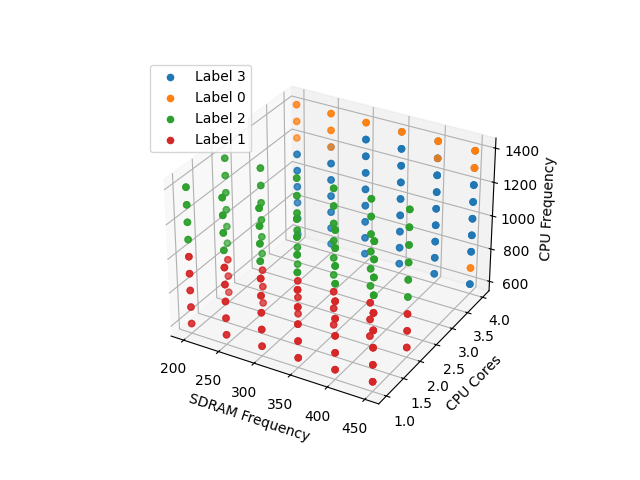 Label 3
Label 0
Label 2
Label 1
1400
1200
1000
800
600
CPU Frequency
4.0
3.5
3.0
2.5
2.0
1.5
1.0
CPU Cores
200
250
300
350
400
450
SDRAM Frequency